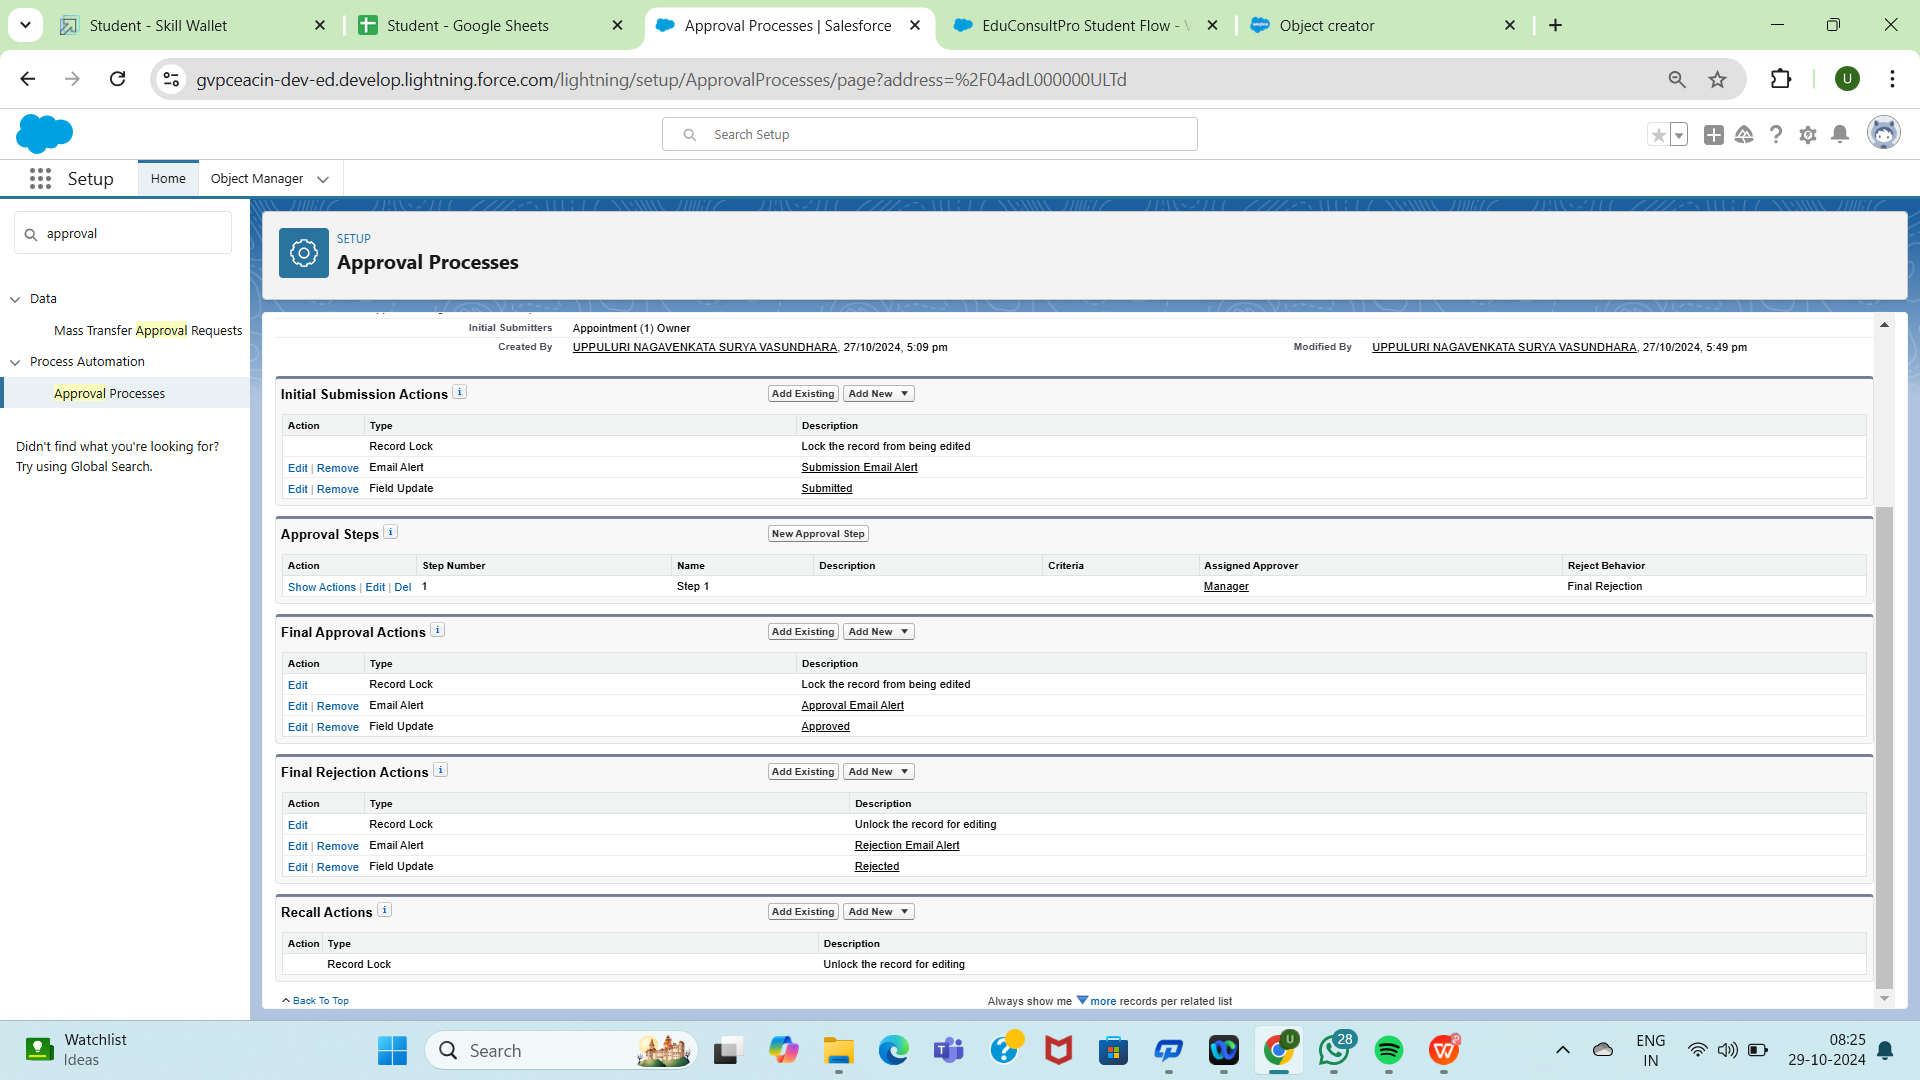 Student - Skill Wallet
Student - Google Sheets
Approval Processes | Salesforce
EduConsultPro Student Flow -
Object creator
gvpceacin-dev-ed.develop.lightning.force.com/lightning/setup/ApprovalProcesses/page?address=%2F04adL000000ULTd
U
Search Setup
Setup
Home
Object Manager
approval
Data
Mass Transfer Approval Requests
Process Automation
Approval Processes
Didn't find what you're looking for?
Try using Global Search.
SETUP
Approval Processes
Initial Submitters Appointment (1) Owner
Created By UPPULURI NAGAVENKATA SURYA VASUNDHARA, 27/10/2024, 5:09 pm Modified By UPPULURI NAGAVENKATA SURYA VASUNDHARA, 27/10/2024, 5:49 pm
Initial Submission Actions i Add Existing Add New
Action Type Description
Record Lock Lock the record from being edited
Edit | Remove Email Alert Submission Email Alert
Edit | Remove Field Update Submitted
Approval Steps i New Approval Step
Action Step Number Name Description Criteria Assigned Approver Reject Behavior
Show Actions | Edit | Del 1 Step 1 Manager Final Rejection
Final Approval Actions i Add Existing Add New
Action Type Description
Edit Record Lock Lock the record from being edited
Edit | Remove Email Alert Approval Email Alert
Edit | Remove Field Update Approved
Final Rejection Actions i Add Existing Add New
Action Type Description
Edit Record Lock Unlock the record for editing
Edit | Remove Email Alert Rejection Email Alert
Edit | Remove Field Update Rejected
Recall Actions i Add Existing Add New
Action Type Description
Record Lock Unlock the record for editing
Back To Top Always show me more records per related list
Watchlist
Ideas
Search
U
28
ENG
IN
08:25
29-10-2024